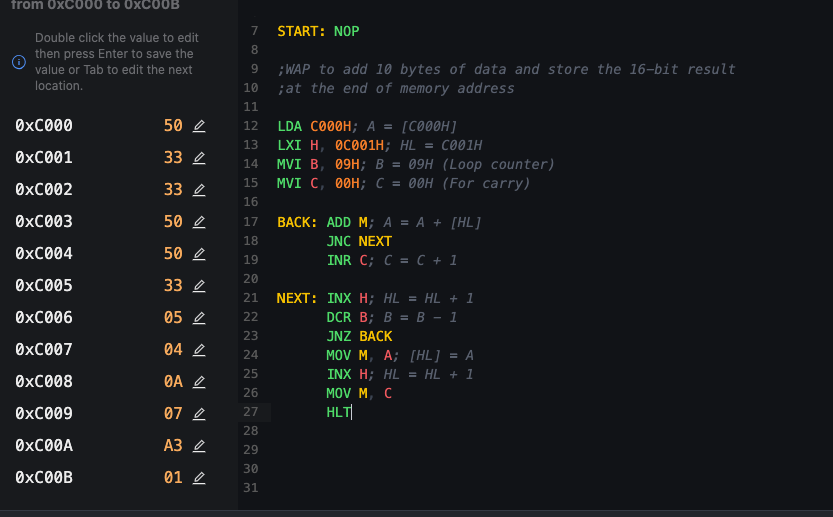 from 0xC000 to 0xC00B
Double click the value to edit
then press Enter to save the
value or Tab to edit the next
location.
0xC000 50
0xC001 33
0xC002 33
0xC003 50
0xC004 50
0xC005 33
0xC006 05
0xC007 04
0xC008 0A
0xC009 07
0xC00A A3
0xC00B 01
7 START: NOP
8
9 ;WAP to add 10 bytes of data and store the 16-bit result
10 ;at the end of memory address
11
12 LDA C000H; A = [C000H]
13 LXI H, 0C001H; HL = C001H
14 MVI B, 09H; B = 09H (Loop counter)
15 MVI C, 00H; C = 00H (For carry)
16
17 BACK: ADD M; A = A + [HL]
18 JNC NEXT
19 INR C; C = C + 1
20
21 NEXT: INX H; HL = HL + 1
22 DCR B; B = B - 1
23 JNZ BACK
24 MOV M, A; [HL] = A
25 INX H; HL = HL + 1
26 MOV M, C
27 HLT
28
29
30
31